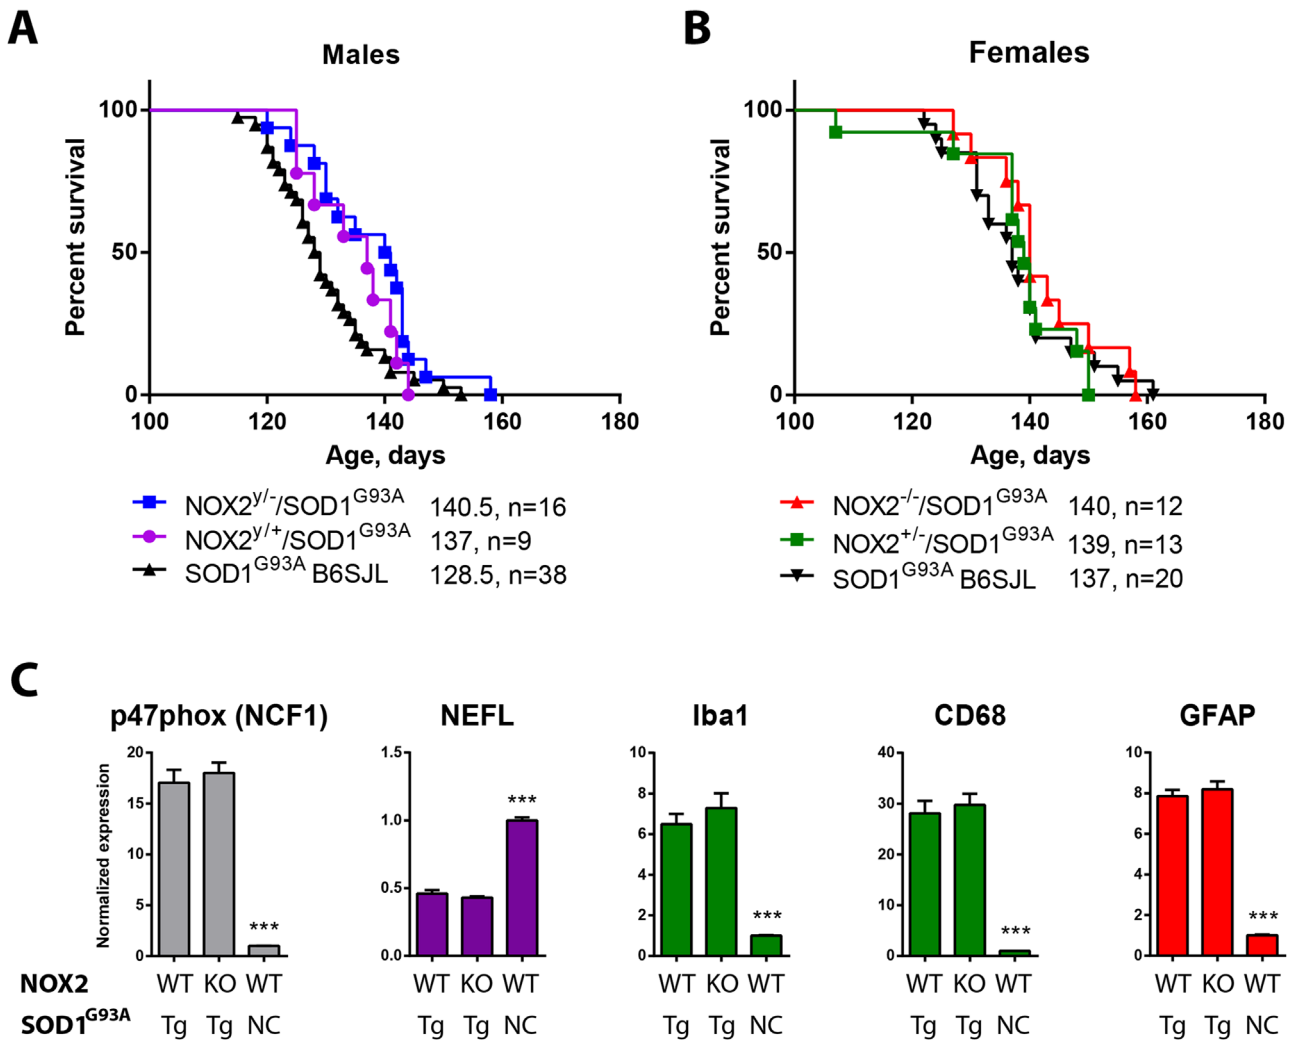 A
Males
Percent survival
100
50
0
100 120 140 160 180
Age, days
NOX2y/-/SOD1G93A 140.5, n=16
NOX2y/+/SOD1G93A 137, n=9
SOD1G93A B6SJL 128.5, n=38
B
Females
Percent survival
100
50
0
100 120 140 160 180
Age, days
NOX2-/-/SOD1G93A 140, n=12
NOX2+/-/SOD1G93A 139, n=13
SOD1G93A B6SJL 137, n=20
C
p47phox (NCF1)
Normalized expression
20
15
10
5
0
***
NEFL
1.5
1.0
0.5
0.0
***
Iba1
10
8
6
4
2
0
***
CD68
40
30
20
10
0
***
GFAP
10
8
6
4
2
0
***
NOX2 WT KO WT WT KO WT WT KO WT WT KO WT WT KO WT
SOD1G93A Tg Tg NC Tg Tg NC Tg Tg NC Tg Tg NC Tg Tg NC